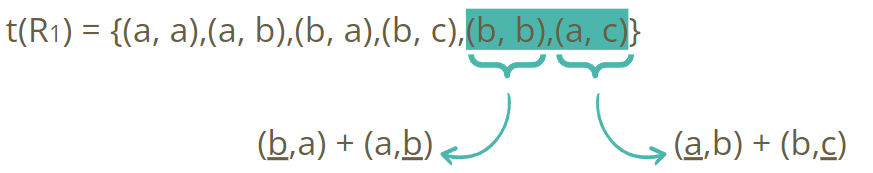 t(R1) = {(a, a),(a, b),(b, a),(b, c),(b, b),(a, c)}
(b,a) + (a,b) (a,b) + (b,c)